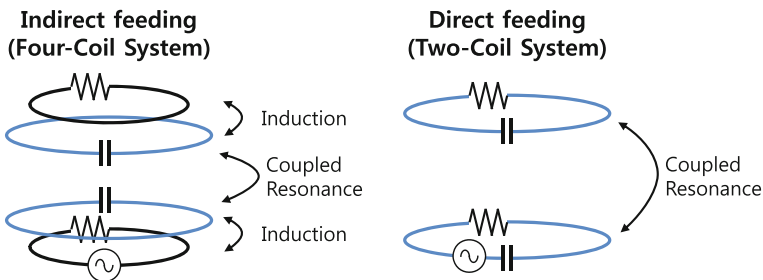 Indirect feeding
(Four-Coil System)
Induction
Coupled
Resonance
Induction
Direct feeding
(Two-Coil System)
Coupled
Resonance